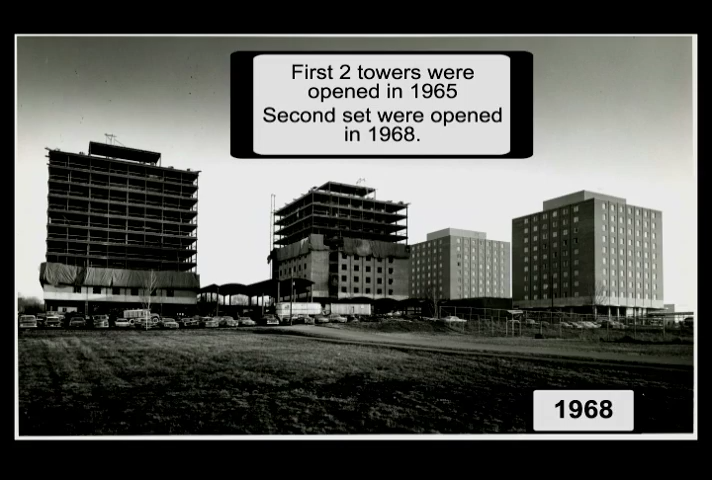 First 2 towers were
opened in 1965
Second set were opened
in 1968.
1968